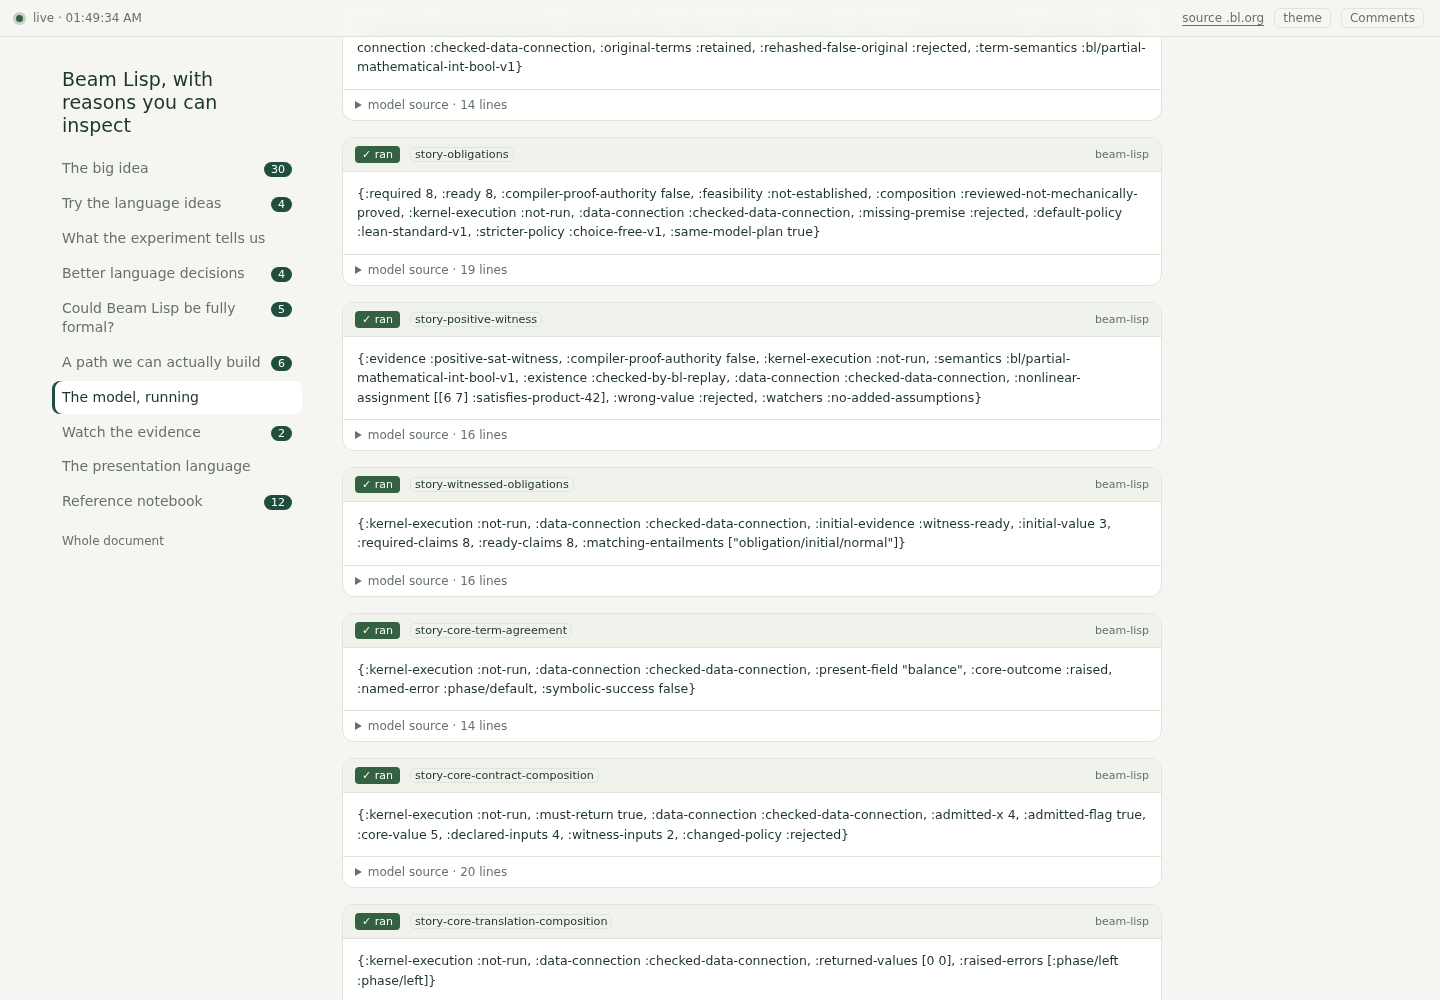 live · 01:49:34 AM
source .bl.org
theme
Comments
Beam Lisp, with
reasons you can
inspect
The big idea 30
Try the language ideas 4
What the experiment tells us
Better language decisions 4
Could Beam Lisp be fully 5
formal?
A path we can actually build 6
The model, running
Watch the evidence 2
The presentation language
Reference notebook 12
Whole document
connection :checked-data-connection, :original-terms :retained, :rehashed-false-original :rejected, :term-semantics :bl/partial-
mathematical-int-bool-v1}
▶ model source · 14 lines
✓ ran story-obligations beam-lisp
{:required 8, :ready 8, :compiler-proof-authority false, :feasibility :not-established, :composition :reviewed-not-mechanically-
proved, :kernel-execution :not-run, :data-connection :checked-data-connection, :missing-premise :rejected, :default-policy
:lean-standard-v1, :stricter-policy :choice-free-v1, :same-model-plan true}
▶ model source · 19 lines
✓ ran story-positive-witness beam-lisp
{:evidence :positive-sat-witness, :compiler-proof-authority false, :kernel-execution :not-run, :semantics :bl/partial-
mathematical-int-bool-v1, :existence :checked-by-bl-replay, :data-connection :checked-data-connection, :nonlinear-
assignment [[6 7] :satisfies-product-42], :wrong-value :rejected, :watchers :no-added-assumptions}
▶ model source · 16 lines
✓ ran story-witnessed-obligations beam-lisp
{:kernel-execution :not-run, :data-connection :checked-data-connection, :initial-evidence :witness-ready, :initial-value 3,
:required-claims 8, :ready-claims 8, :matching-entailments ["obligation/initial/normal"]}
▶ model source · 16 lines
✓ ran story-core-term-agreement beam-lisp
{:kernel-execution :not-run, :data-connection :checked-data-connection, :present-field "balance", :core-outcome :raised,
:named-error :phase/default, :symbolic-success false}
▶ model source · 14 lines
✓ ran story-core-contract-composition beam-lisp
{:kernel-execution :not-run, :must-return true, :data-connection :checked-data-connection, :admitted-x 4, :admitted-flag true,
:core-value 5, :declared-inputs 4, :witness-inputs 2, :changed-policy :rejected}
▶ model source · 20 lines
✓ ran story-core-translation-composition beam-lisp
{:kernel-execution :not-run, :data-connection :checked-data-connection, :returned-values [0 0], :raised-errors [:phase/left
:phase/left]}